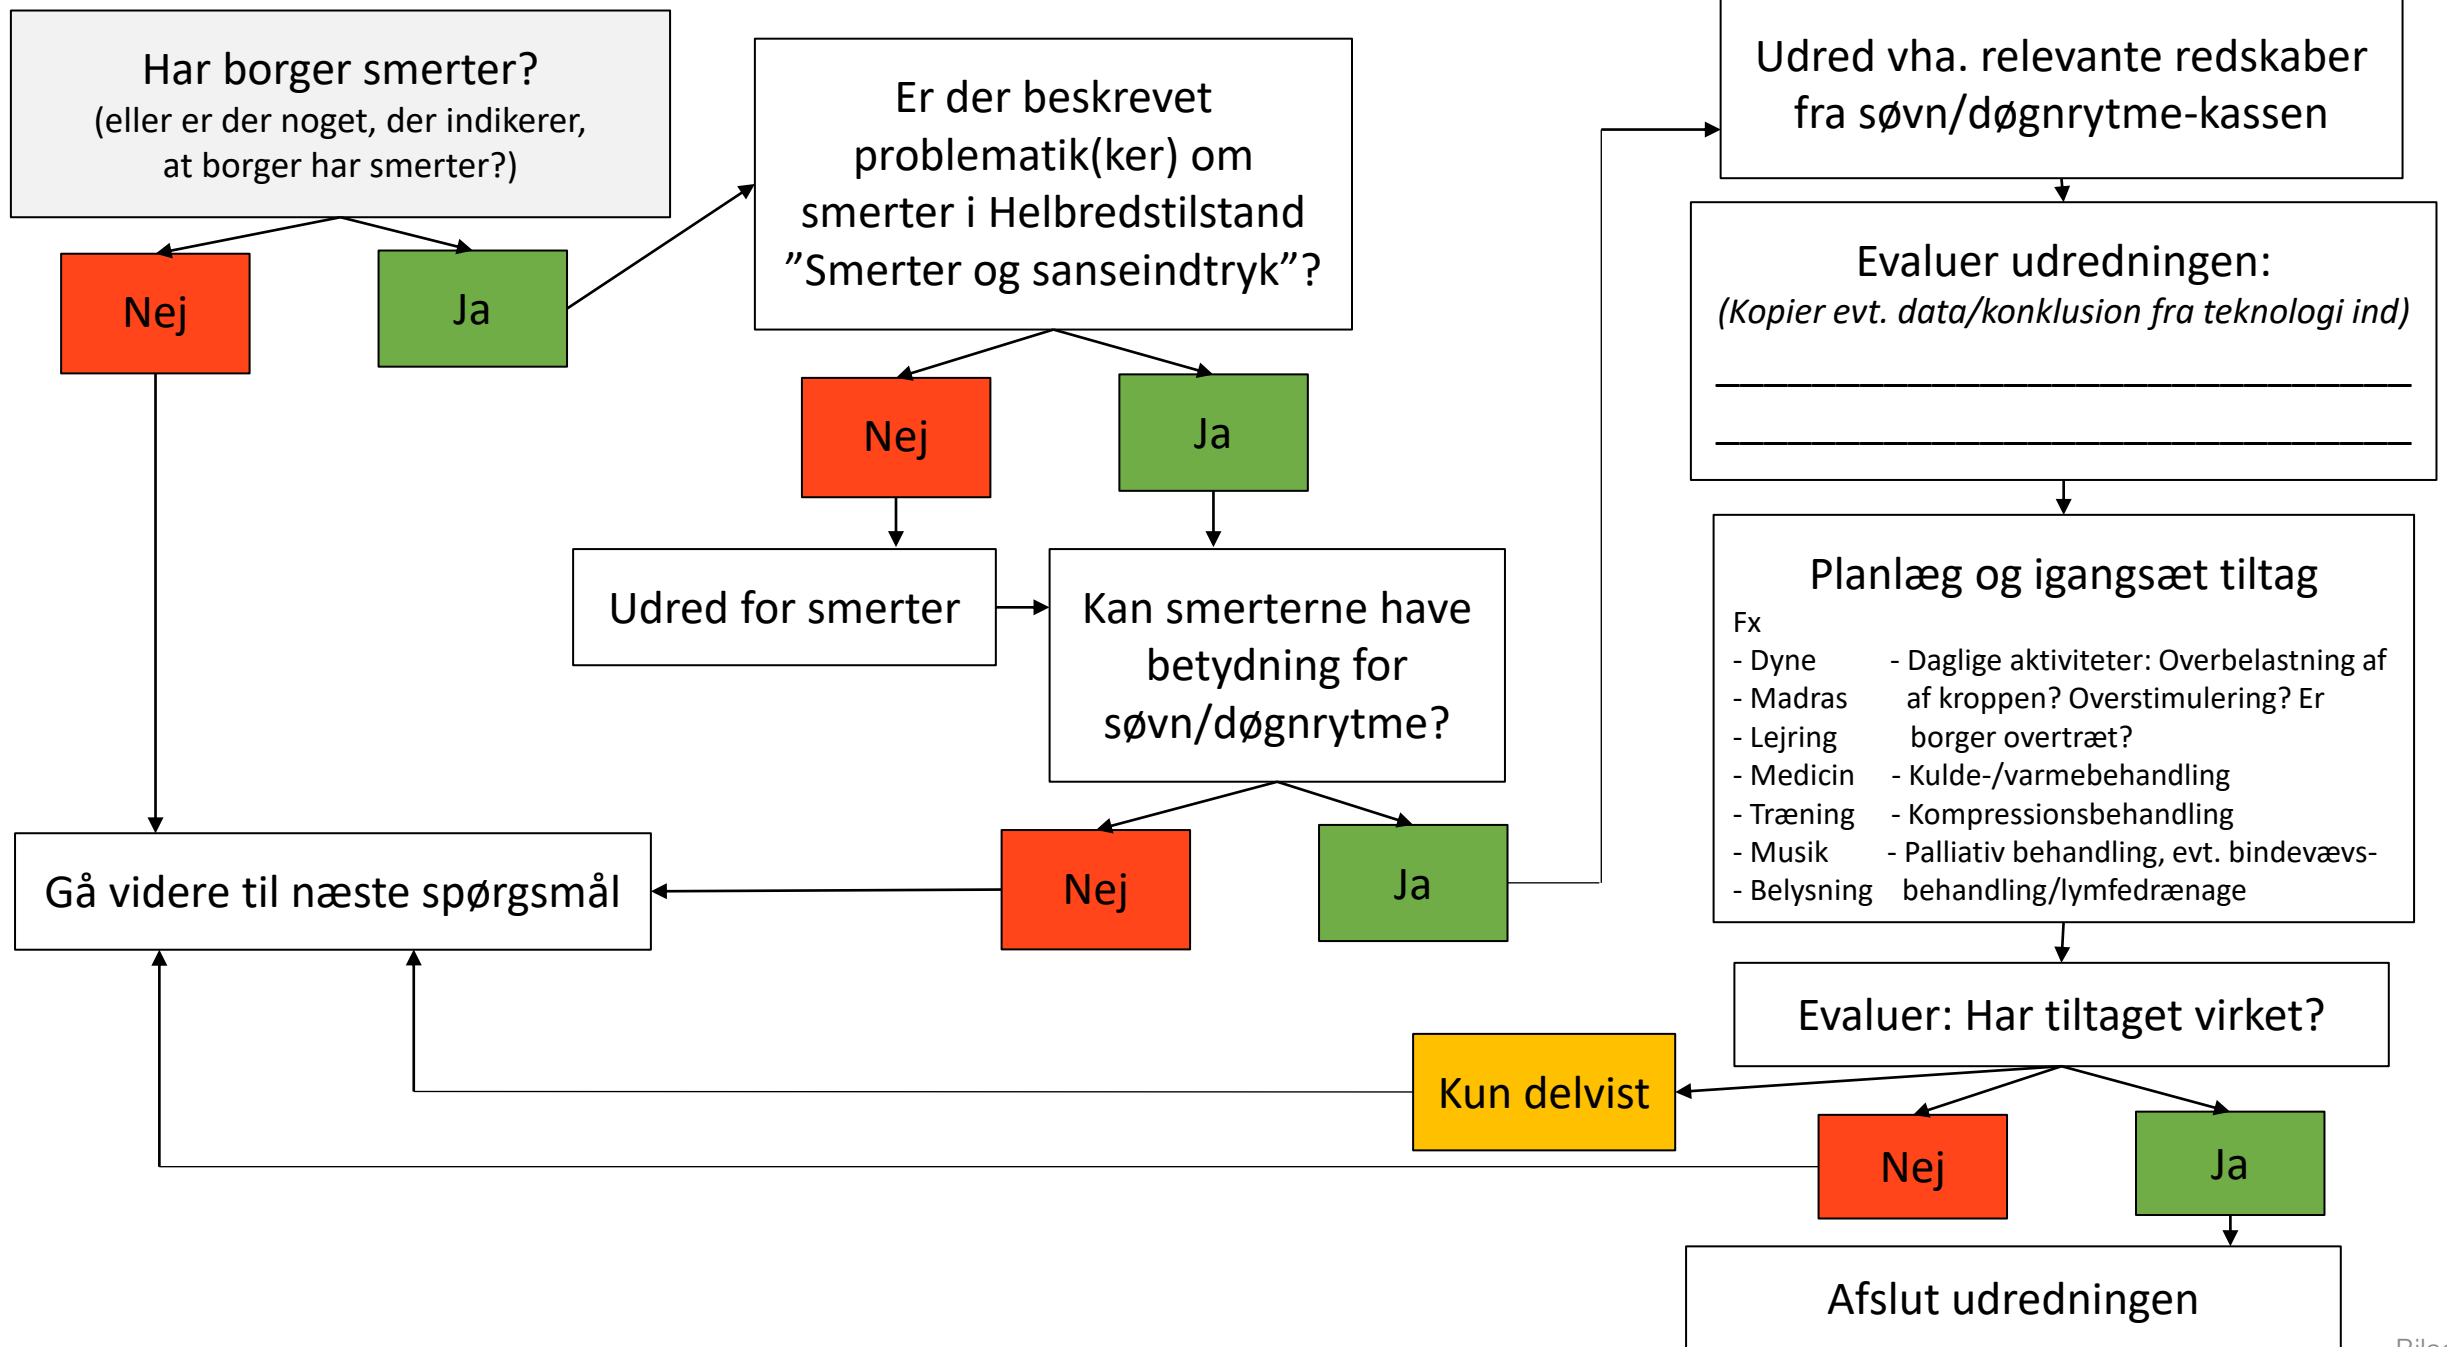 Har borger smerter?
(eller er der noget, der indikerer,
at borger har smerter?)
Nej
Ja
Er der beskrevet
problematik(ker) om
smerter i Helbredstilstand
”Smerter og sanseindtryk”?
Nej
Ja
Udred for smerter
Kan smerterne have
betydning for
søvn/døgnrytme?
Nej
Ja
Gå videre til næste spørgsmål
Udred vha. relevante redskaber
fra søvn/døgnrytme-kassen
Evaluer udredningen:
(Kopier evt. data/konklusion fra teknologi ind)
Planlæg og igangsæt tiltag
Fx
- Dyne - Daglige aktiviteter: Overbelastning af
- Madras af kroppen? Overstimulering? Er
- Lejring borger overtræt?
- Medicin - Kulde-/varmebehandling
- Træning - Kompressionsbehandling
- Musik - Palliativ behandling, evt. bindevævs-
- Belysning behandling/lymfedrænage
Evaluer: Har tiltaget virket?
Kun delvist
Nej
Ja
Afslut udredningen